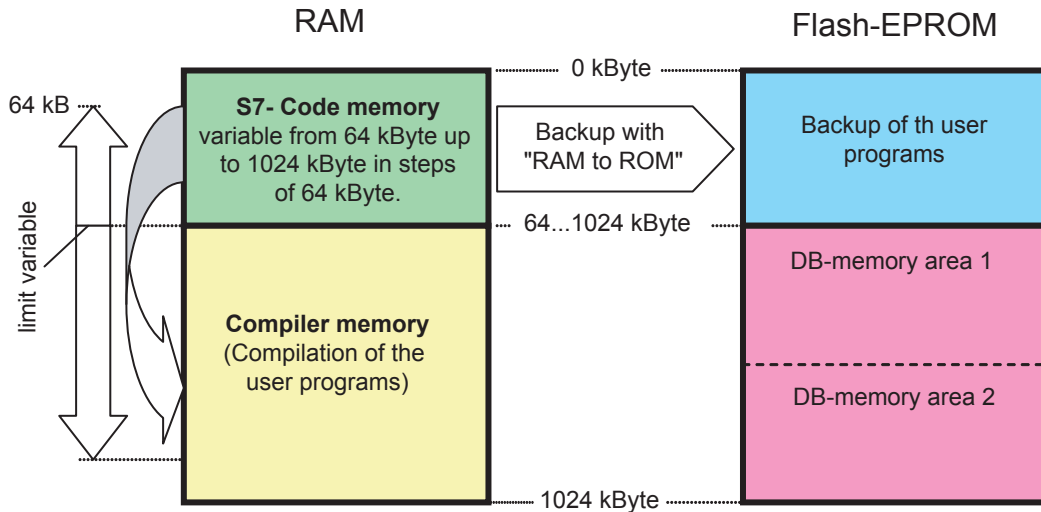 RAM
Flash-EPROM
0 kByte
64 kB
S7- Code memory
variable from 64 kByte up
to 1024 kByte in steps
of 64 kByte.
Backup with
"RAM to ROM"
Backup of th user
programs
64...1024 kByte
limit variable
DB-memory area 1
Compiler memory
(Compilation of the
user programs)
DB-memory area 2
1024 kByte